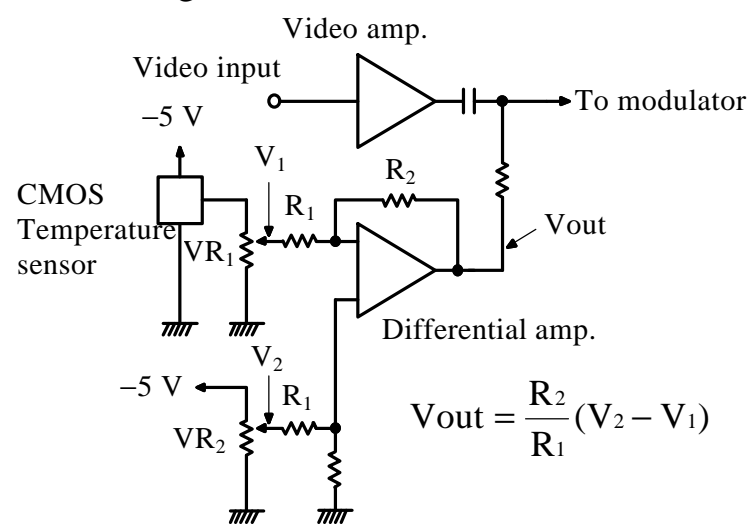 Video amp.
Video input
To modulator
−5 V
V1
R2
CMOS
Temperature
sensor
R1
VR1
Vout
Differential amp.
V2
−5 V
R1
VR2
Vout = R2/R1 (V2 − V1)